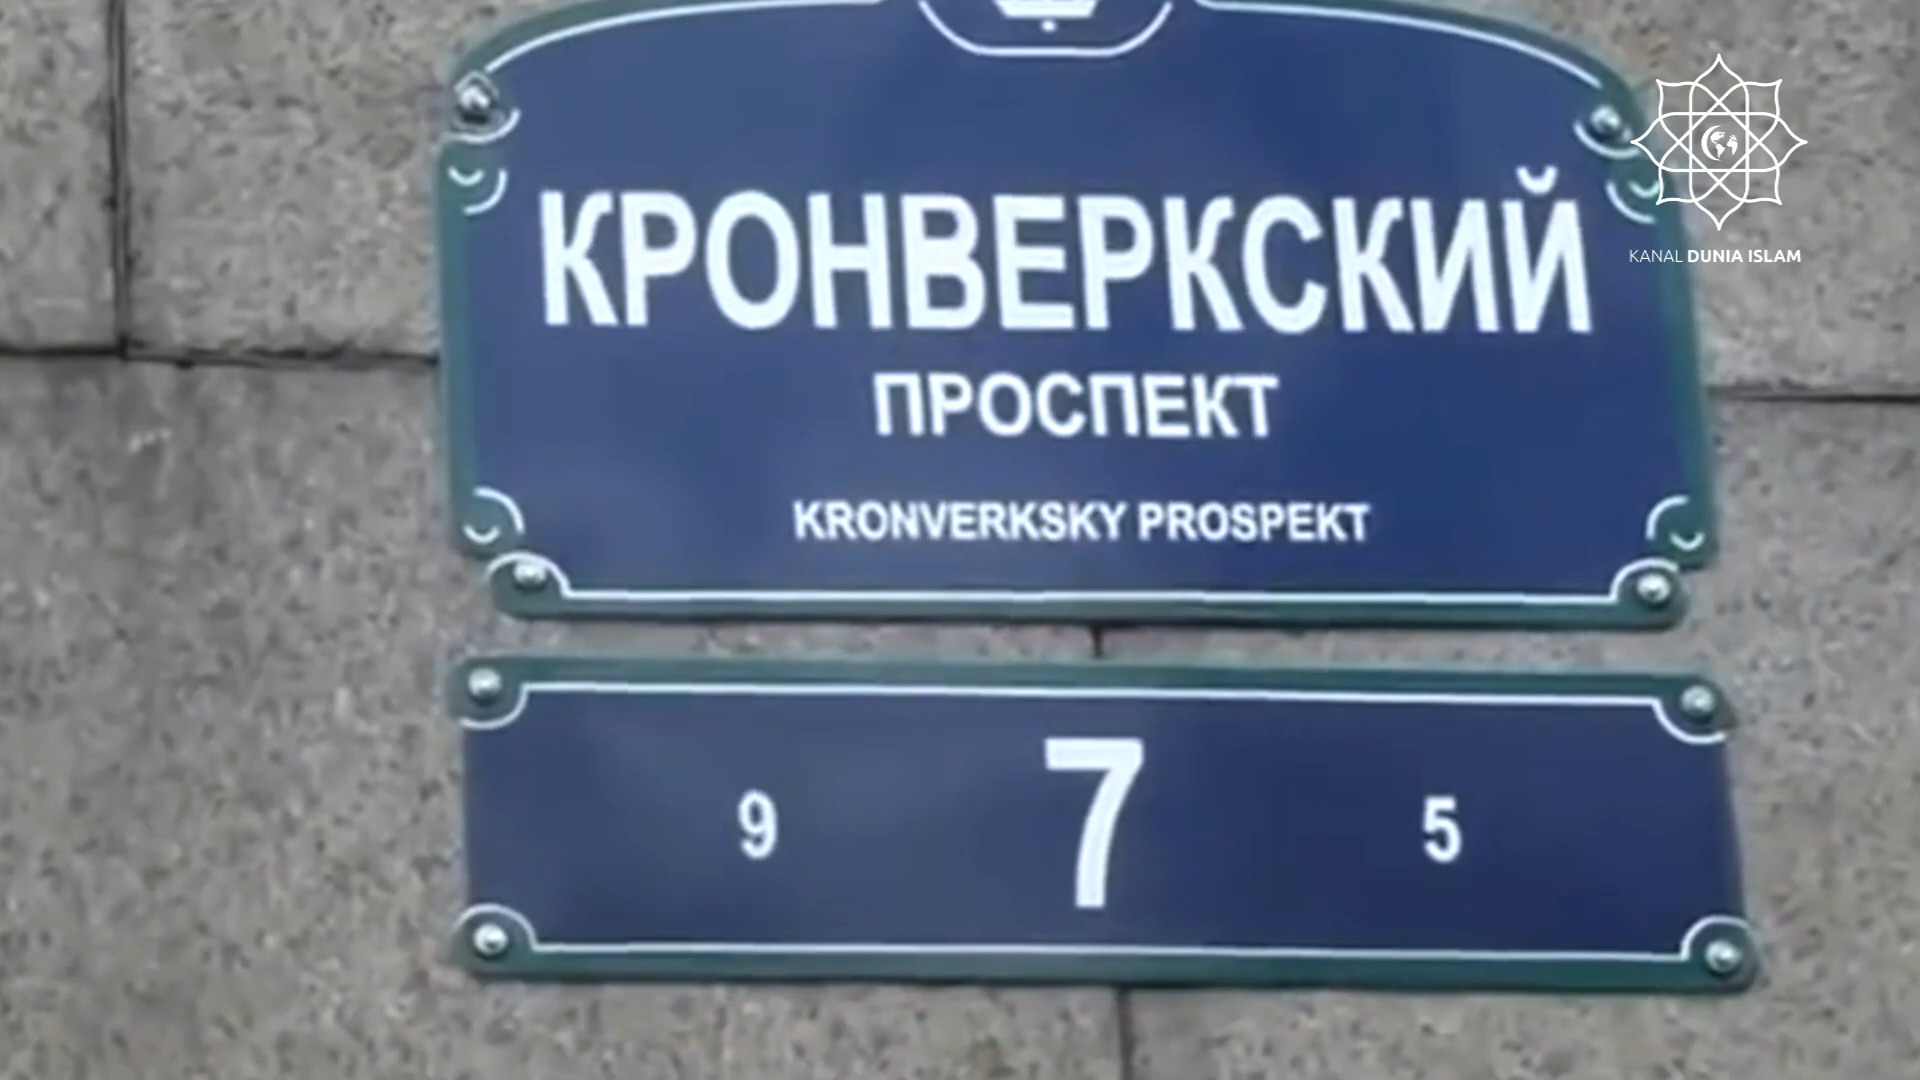 КРОНВЕРКСКИЙ
ПРОСПЕКТ
KRONVERKSKY PROSPEKT
9 7 5
KANAL DUNIA ISLAM